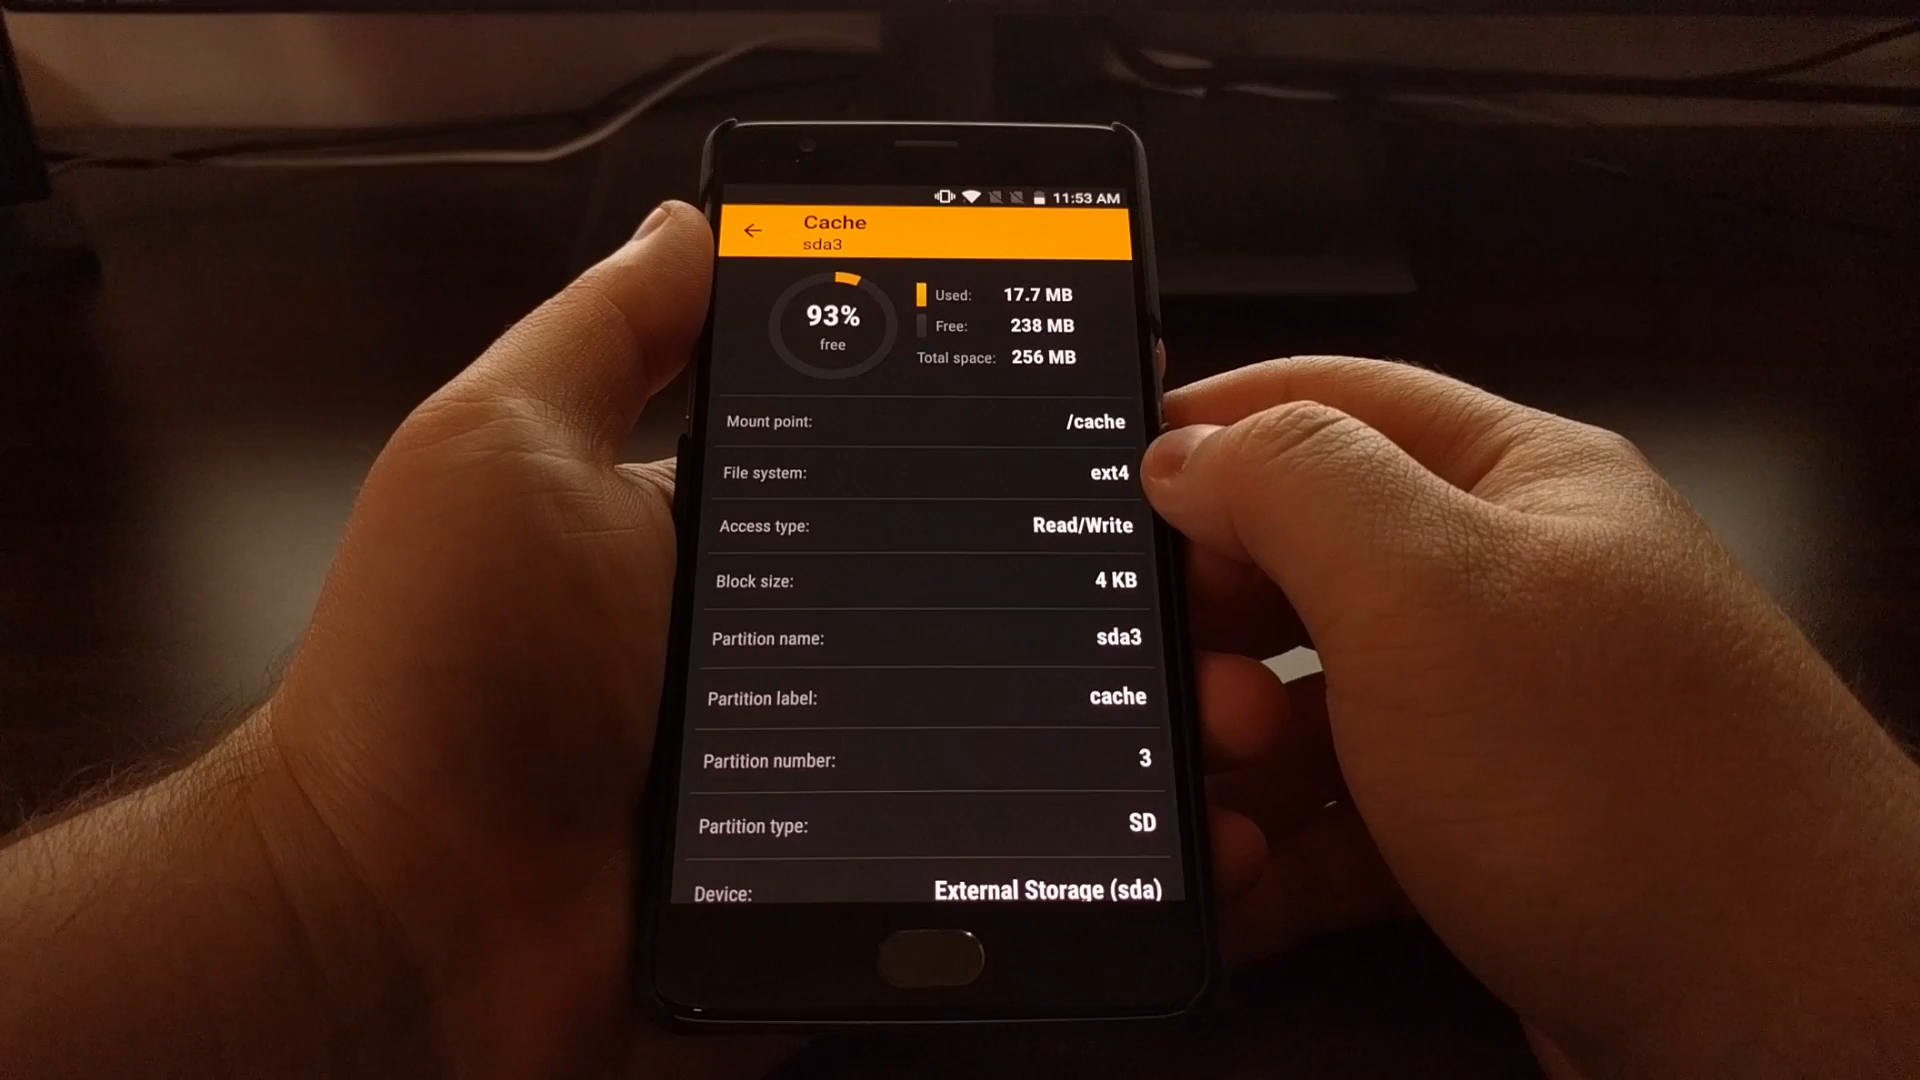 11:53 AM
Cache
sda3
93%
free
Used: 17.7 MB
Free: 238 MB
Total space: 256 MB
Mount point: /cache
File system: ext4
Access type: Read/Write
Block size: 4 KB
Partition name: sda3
Partition label: cache
Partition number: 3
Partition type: SD
Device: External Storage (sda)